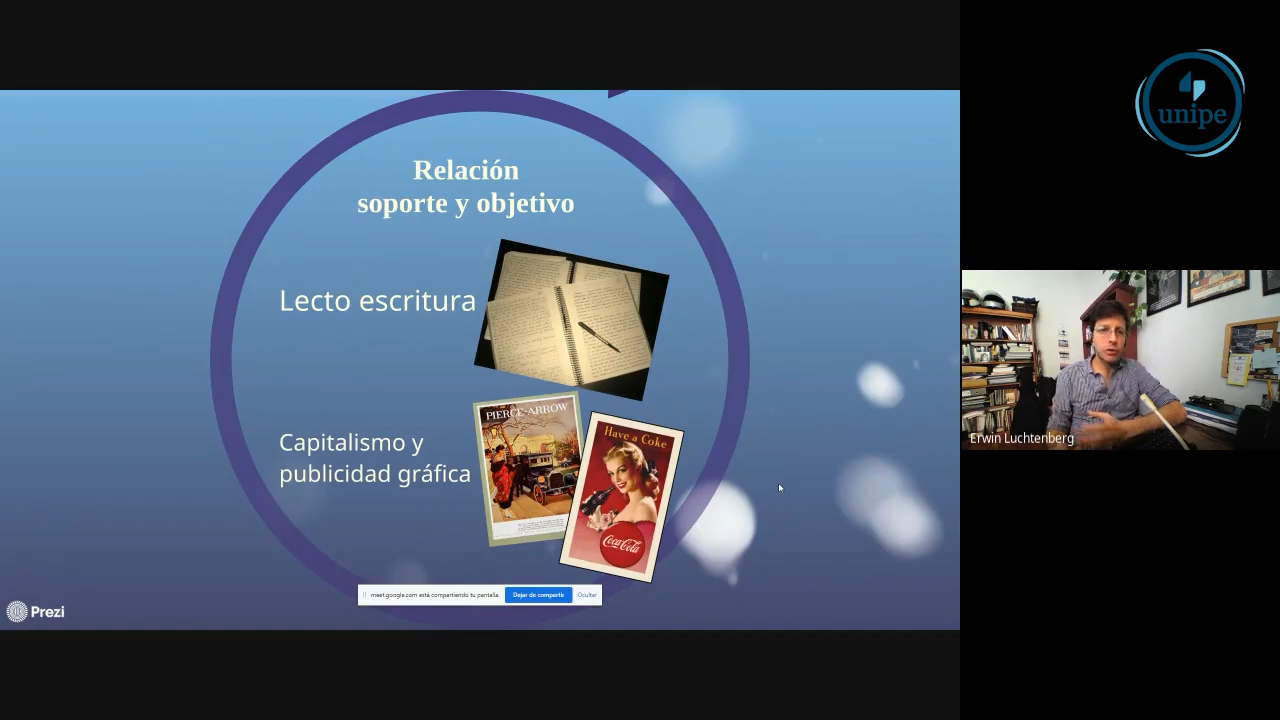 Relación
soporte y objetivo
Lecto escritura
Capitalismo y
publicidad gráfica
PIERCE-ARROW
Have a Coke
Coca-Cola
meet.google.com está compartiendo tu pantalla.
Dejar de compartir
Ocultar
Prezi
unipe
Erwin Luchtenberg